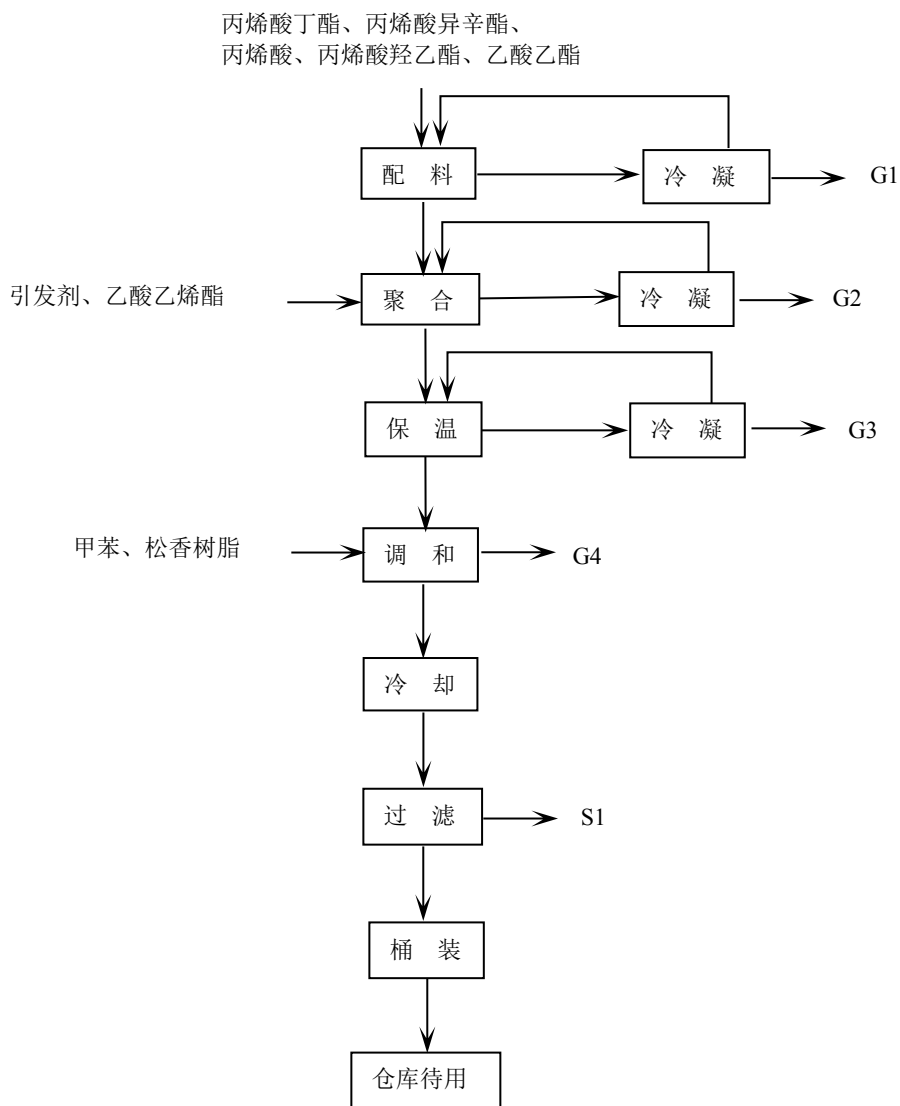 丙烯酸丁酯、丙烯酸异辛酯、
丙烯酸、丙烯酸羟乙酯、乙酸乙酯
配 料
冷 凝
G1
引发剂、乙酸乙烯酯
聚 合
冷 凝
G2
保 温
冷 凝
G3
甲苯、松香树脂
调 和
G4
冷 却
过 滤
S1
桶 装
仓库待用